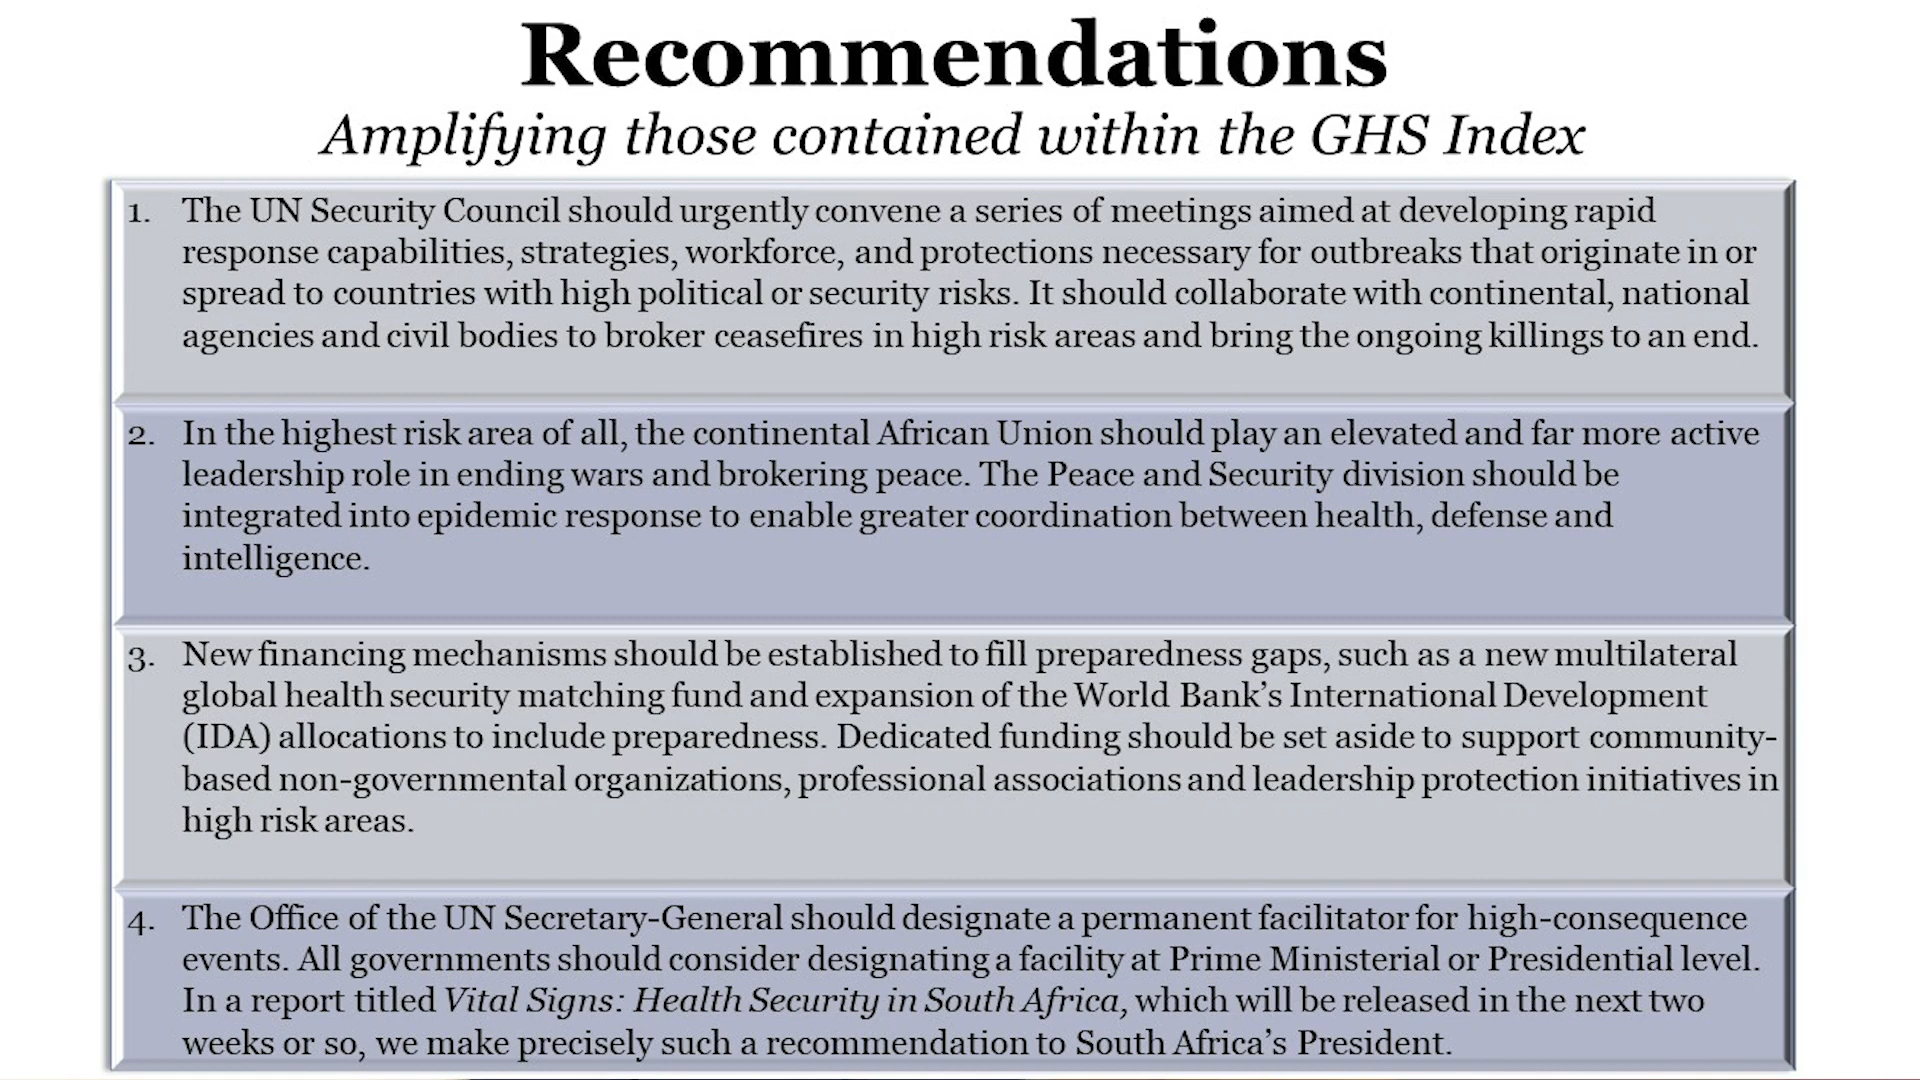 Recommendations
Amplifying those contained within the GHS Index
1. The UN Security Council should urgently convene a series of meetings aimed at developing rapid
response capabilities, strategies, workforce, and protections necessary for outbreaks that originate in or
spread to countries with high political or security risks. It should collaborate with continental, national
agencies and civil bodies to broker ceasefires in high risk areas and bring the ongoing killings to an end.
2. In the highest risk area of all, the continental African Union should play an elevated and far more active
leadership role in ending wars and brokering peace. The Peace and Security division should be
integrated into epidemic response to enable greater coordination between health, defense and
intelligence.
3. New financing mechanisms should be established to fill preparedness gaps, such as a new multilateral
global health security matching fund and expansion of the World Bank’s International Development
(IDA) allocations to include preparedness. Dedicated funding should be set aside to support community-
based non-governmental organizations, professional associations and leadership protection initiatives in
high risk areas.
4. The Office of the UN Secretary-General should designate a permanent facilitator for high-consequence
events. All governments should consider designating a facility at Prime Ministerial or Presidential level.
In a report titled Vital Signs: Health Security in South Africa, which will be released in the next two
weeks or so, we make precisely such a recommendation to South Africa’s President.